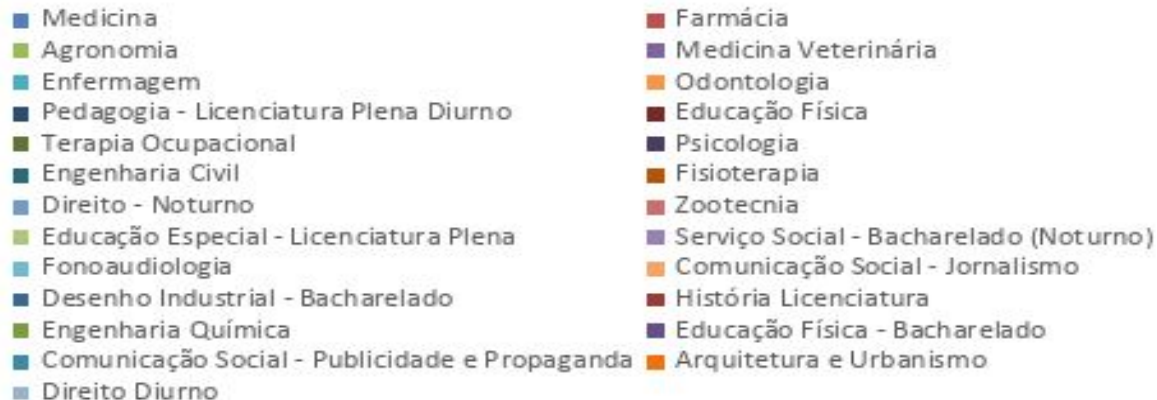 Medicina
Farmácia
Agronomia
Medicina Veterinária
Enfermagem
Odontologia
Pedagogia - Licenciatura Plena Diurno
Educação Física
Terapia Ocupacional
Psicologia
Engenharia Civil
Fisioterapia
Direito - Noturno
Zootecnia
Educação Especial - Licenciatura Plena
Serviço Social - Bacharelado (Noturno)
Fonoaudiologia
Comunicação Social - Jornalismo
Desenho Industrial - Bacharelado
História Licenciatura
Engenharia Química
Educação Física - Bacharelado
Comunicação Social - Publicidade e Propaganda
Arquitetura e Urbanismo
Direito Diurno